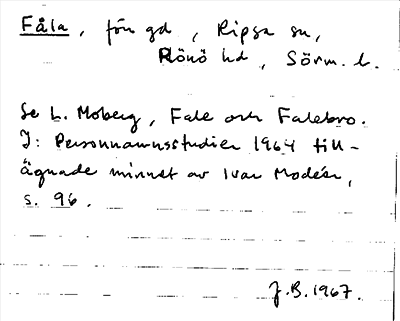 Fåla, fön gd, Ripsa sn,
Rönö hd, Sörm. l.
Se L. Moberg, Fale och Falebro.
I: Personnamnsstudier 1964 till-
ägnade minnet av Ivar Modéer,
s. 96.
J.B. 1967.